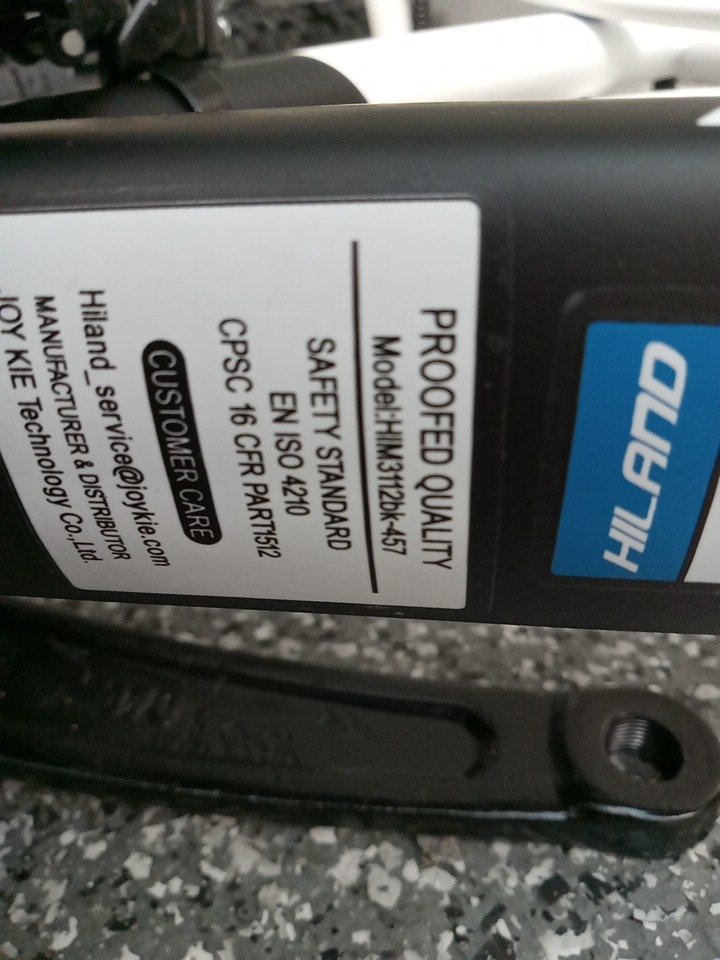 HILAND
PROOFED QUALITY
Model:HIM3112bk-457
SAFETY STANDARD
EN ISO 4210
CPSC 16 CFR PART1512
CUSTOMER CARE
Hiland_service@joykie.com
MANUFACTURER & DISTRIBUTOR
JOY KIE Technology Co.,Ltd.